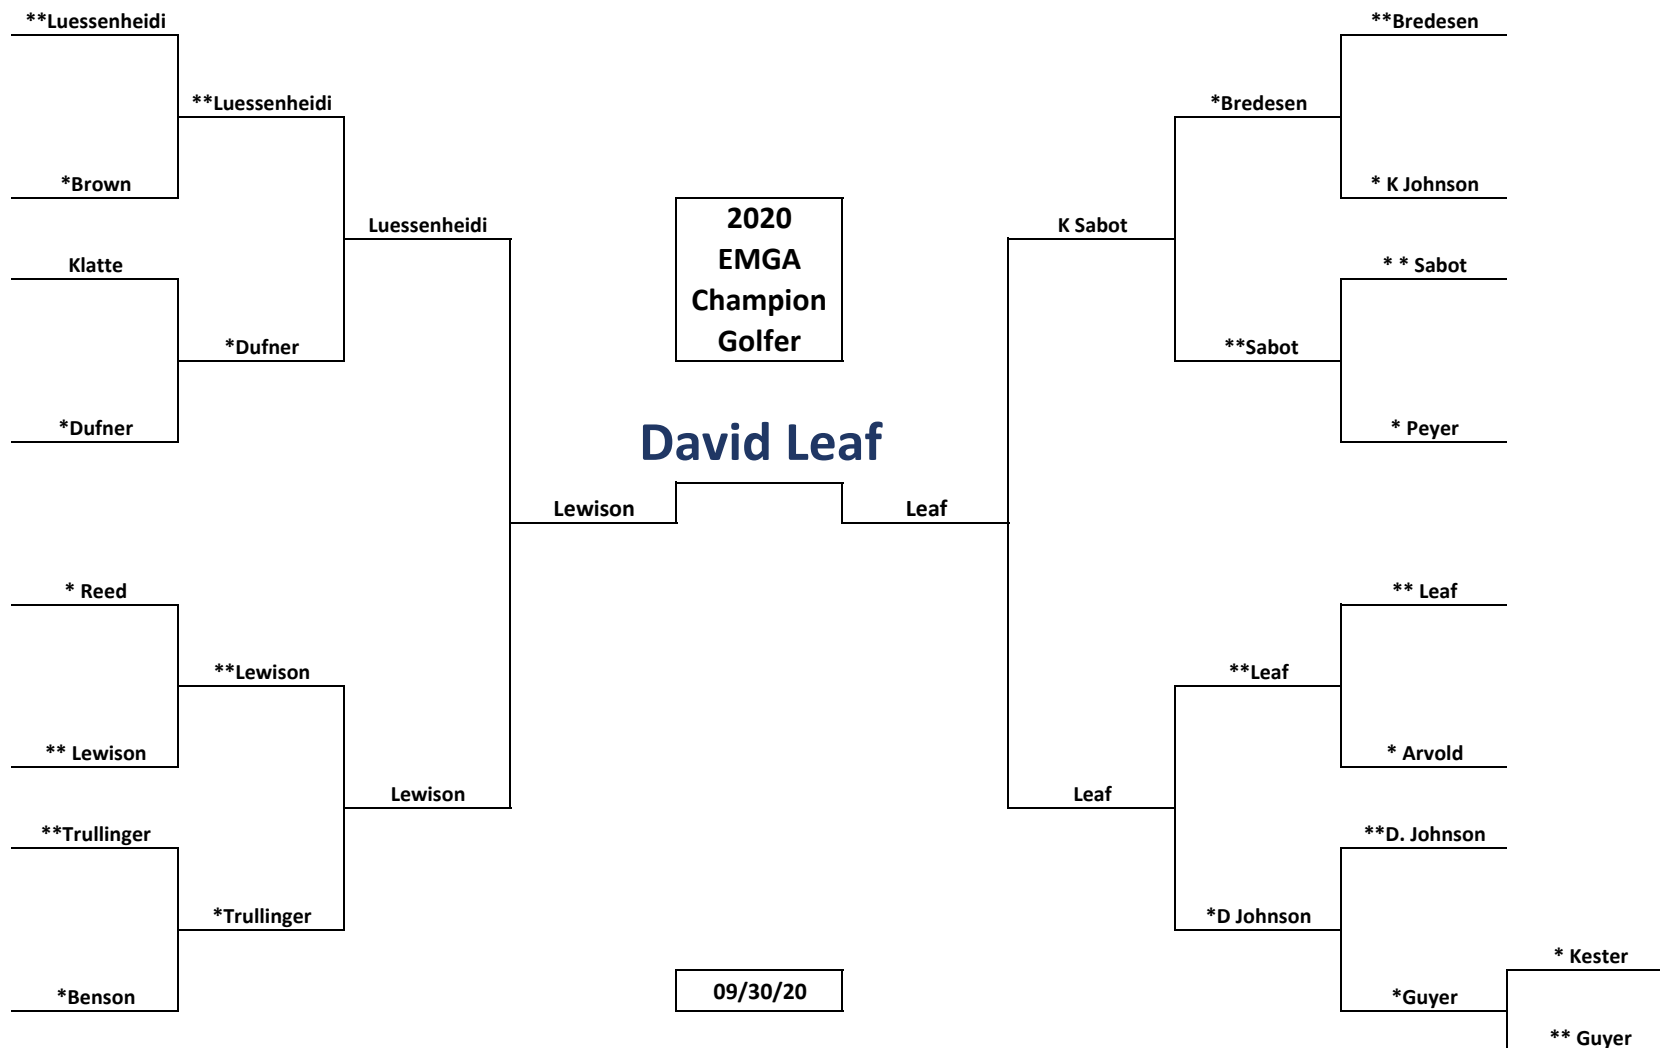 **Luessenheidi
**Bredesen
**Luessenheidi
*Bredesen
*Brown
* K Johnson
2020
EMGA
Champion
Golfer
Luessenheidi
K Sabot
Klatte
* * Sabot
*Dufner
**Sabot
*Dufner
* Peyer
David Leaf
Lewison
Leaf
* Reed
** Leaf
**Lewison
**Leaf
** Lewison
* Arvold
Lewison
Leaf
**Trullinger
**D. Johnson
*Trullinger
*D Johnson
* Kester
*Benson
09/30/20
*Guyer
** Guyer